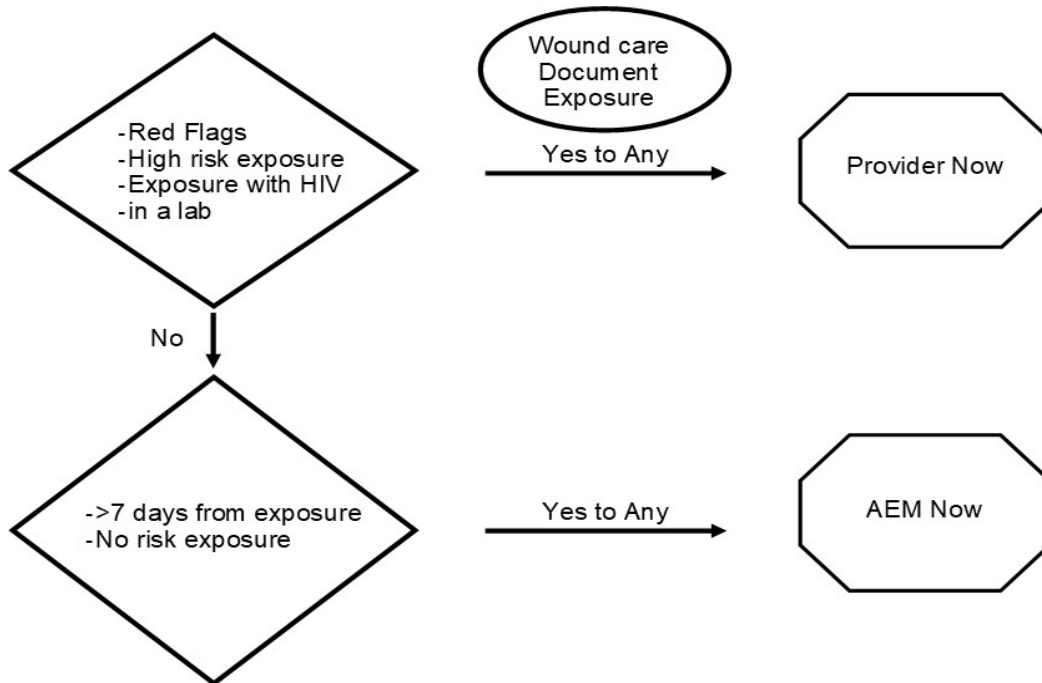 Wound care
Document
Exposure
-Red Flags
-High risk exposure
-Exposure with HIV
-in a lab
Yes to Any
Provider Now
No
->7 days from exposure
-No risk exposure
Yes to Any
AEM Now